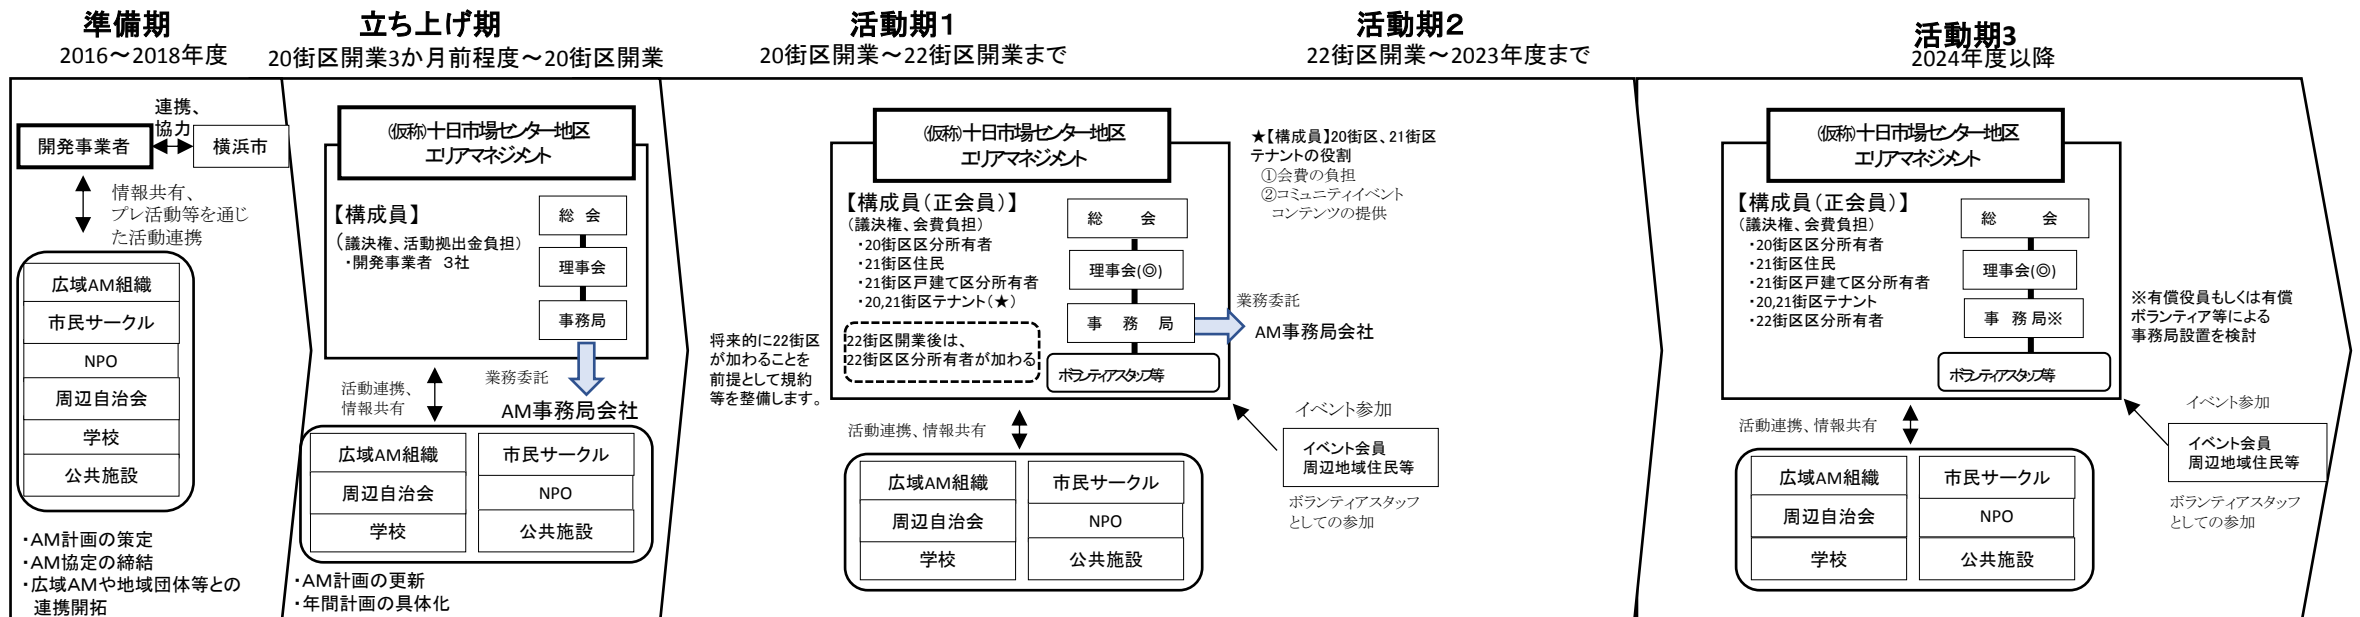 準備期
2016～2018年度
連携、
協力
開発事業者
横浜市
情報共有、
プレ活動等を通じ
た活動連携
広域AM組織
市民サークル
NPO
周辺自治会
学校
公共施設
・AM計画の策定
・AM協定の締結
・広域AMや地域団体等との
連携開拓
立ち上げ期
20街区開業3か月前程度～20街区開業
(仮称)十日市場センター地区
エリアマネジメント
【構成員】
(議決権、活動拠出金負担)
・開発事業者 3社
総 会
理事会
事務局
業務委託
AM事務局会社
活動連携、
情報共有
広域AM組織
市民サークル
周辺自治会
NPO
学校
公共施設
・AM計画の更新
・年間計画の具体化
活動期1
20街区開業～22街区開業まで
活動期2
22街区開業～2023年度まで
(仮称)十日市場センター地区
エリアマネジメント
【構成員(正会員)】
(議決権、会費負担)
・20街区区分所有者
・21街区住民
・21街区戸建て区分所有者
・20,21街区テナント(★)
22街区開業後は、
22街区区分所有者が加わる
将来的に22街区
が加わることを
前提として規約
等を整備します。
総 会
理事会(◎)
事 務 局
ボランティアスタッフ等
業務委託
AM事務局会社
★【構成員】20街区、21街区
テナントの役割
①会費の負担
②コミュニティイベント
コンテンツの提供
活動連携、情報共有
広域AM組織
市民サークル
周辺自治会
NPO
学校
公共施設
イベント参加
イベント会員
周辺地域住民等
ボランティアスタッフ
としての参加
活動期3
2024年度以降
(仮称)十日市場センター地区
エリアマネジメント
【構成員(正会員)】
(議決権、会費負担)
・20街区区分所有者
・21街区住民
・21街区戸建て区分所有者
・20,21街区テナント
・22街区区分所有者
総 会
理事会(◎)
事 務 局※
ボランティアスタッフ等
※有償役員もしくは有償
ボランティア等による
事務局設置を検討
活動連携、情報共有
広域AM組織
市民サークル
周辺自治会
NPO
学校
公共施設
イベント参加
イベント会員
周辺地域住民等
ボランティアスタッフ
としての参加